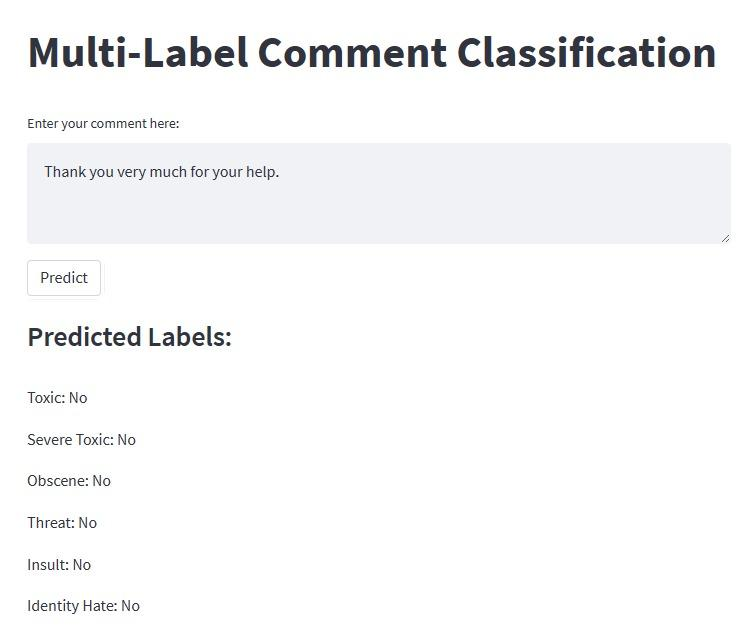 Multi-Label Comment Classification
Enter your comment here:
Thank you very much for your help.
Predict
Predicted Labels:
Toxic: No
Severe Toxic: No
Obscene: No
Threat: No
Insult: No
Identity Hate: No